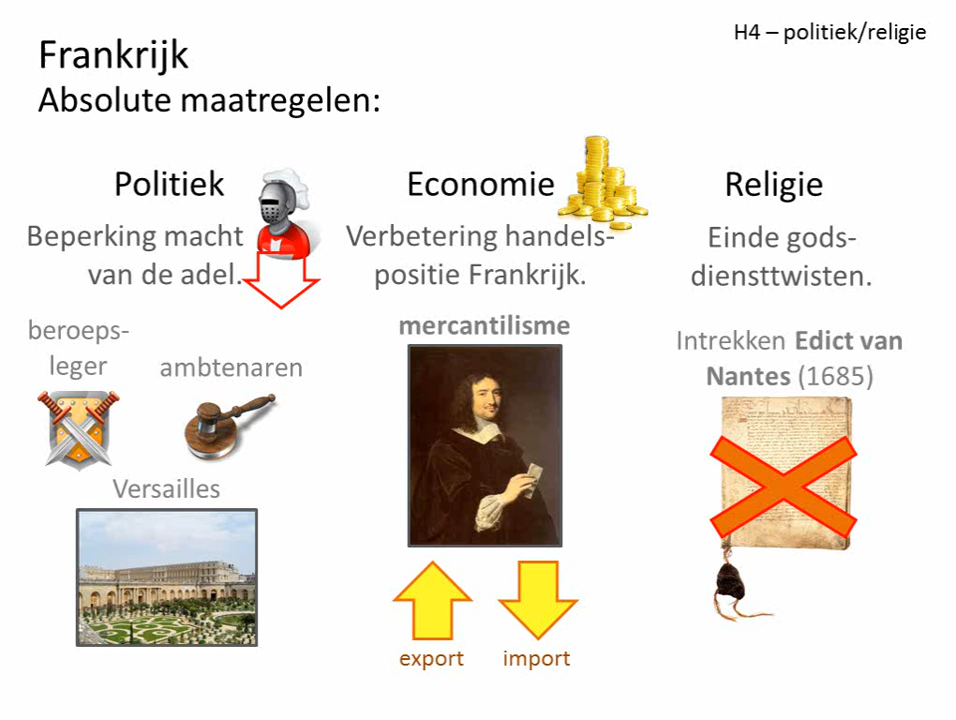 H4 – politiek/religie
Frankrijk
Absolute maatregelen:
Politiek
Beperking macht
van de adel.
beroeps-
leger
ambtenaren
Versailles
Economie
Verbetering handels-
positie Frankrijk.
mercantilisme
export
import
Religie
Einde gods-
diensttwisten.
Intrekken Edict van
Nantes (1685)